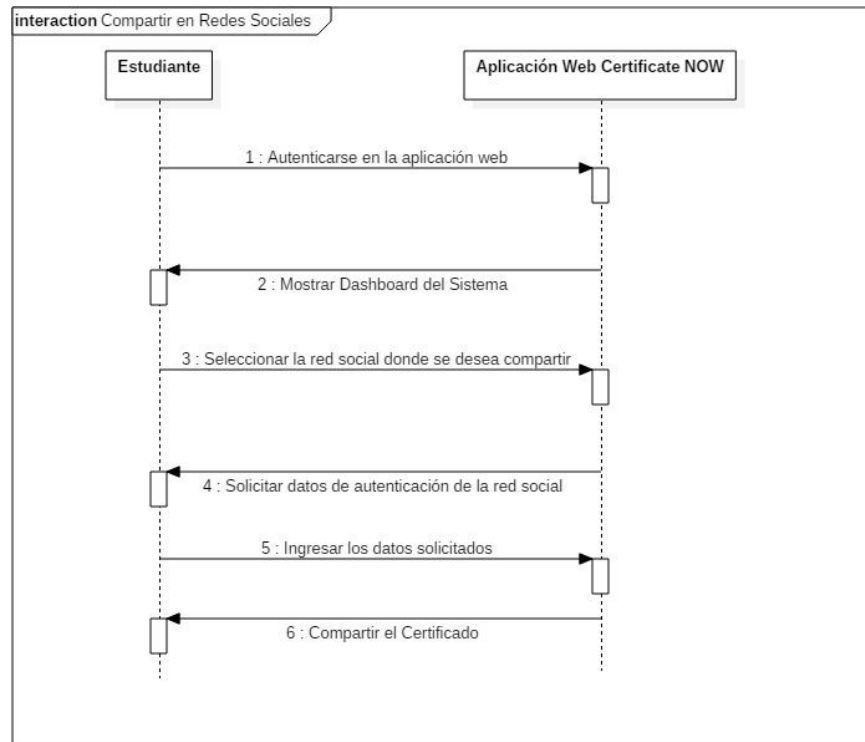 interaction Compartir en Redes Sociales
Estudiante
Aplicación Web Certificate NOW
1 : Autenticarse en la aplicación web
2 : Mostrar Dashboard del Sistema
3 : Seleccionar la red social donde se desea compartir
4 : Solicitar datos de autenticación de la red social
5 : Ingresar los datos solicitados
6 : Compartir el Certificado